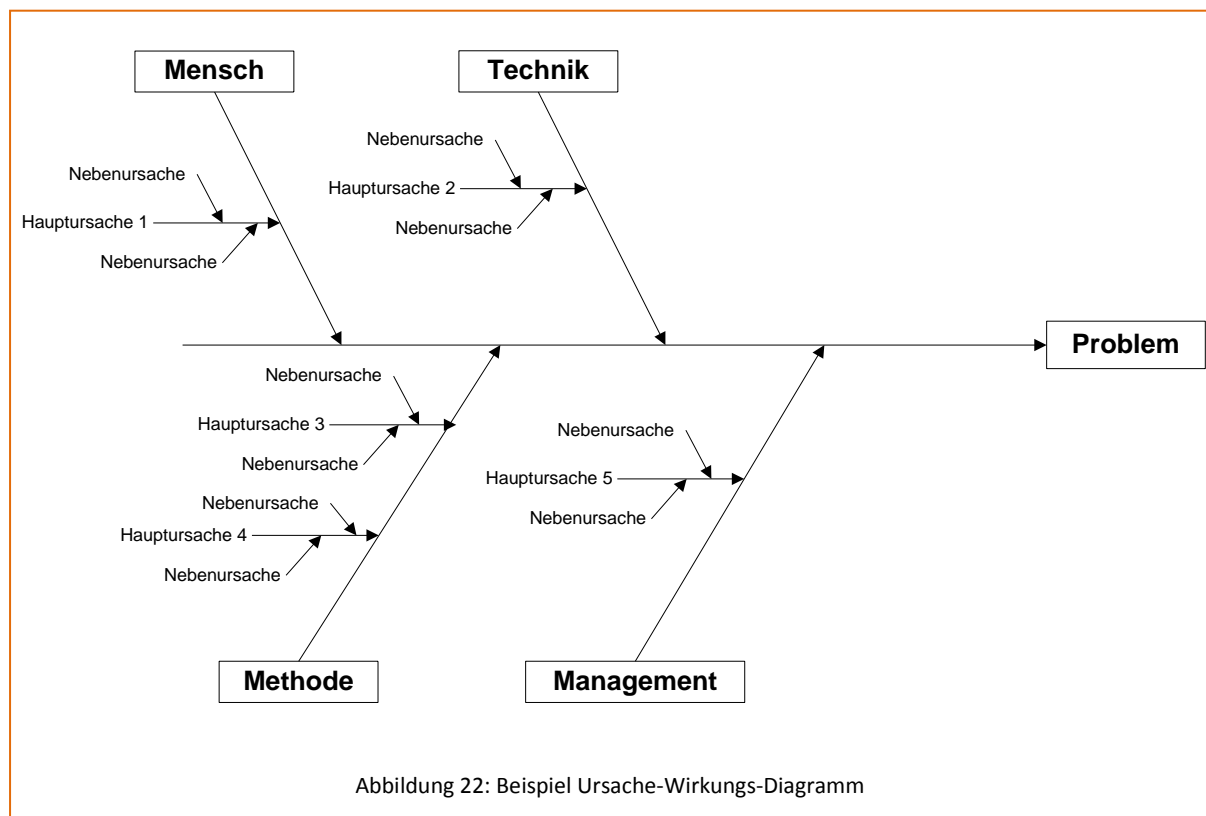 Mensch
Technik
Nebenursache
Nebenursache
Hauptursache 2
Hauptursache 1
Nebenursache
Nebenursache
Problem
Nebenursache
Hauptursache 3
Nebenursache
Nebenursache
Hauptursache 4
Nebenursache
Nebenursache
Hauptursache 5
Nebenursache
Methode
Management
Abbildung 22: Beispiel Ursache-Wirkungs-Diagramm